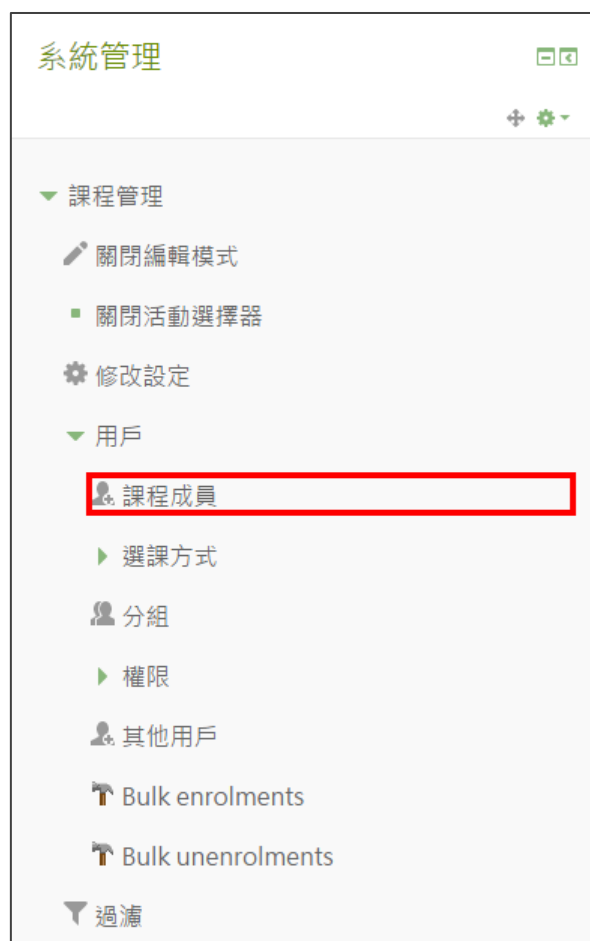 系統管理
課程管理
關閉編輯模式
關閉活動選擇器
修改設定
用戶
課程成員
選課方式
分組
權限
其他用戶
Bulk enrolments
Bulk unenrolments
過濾